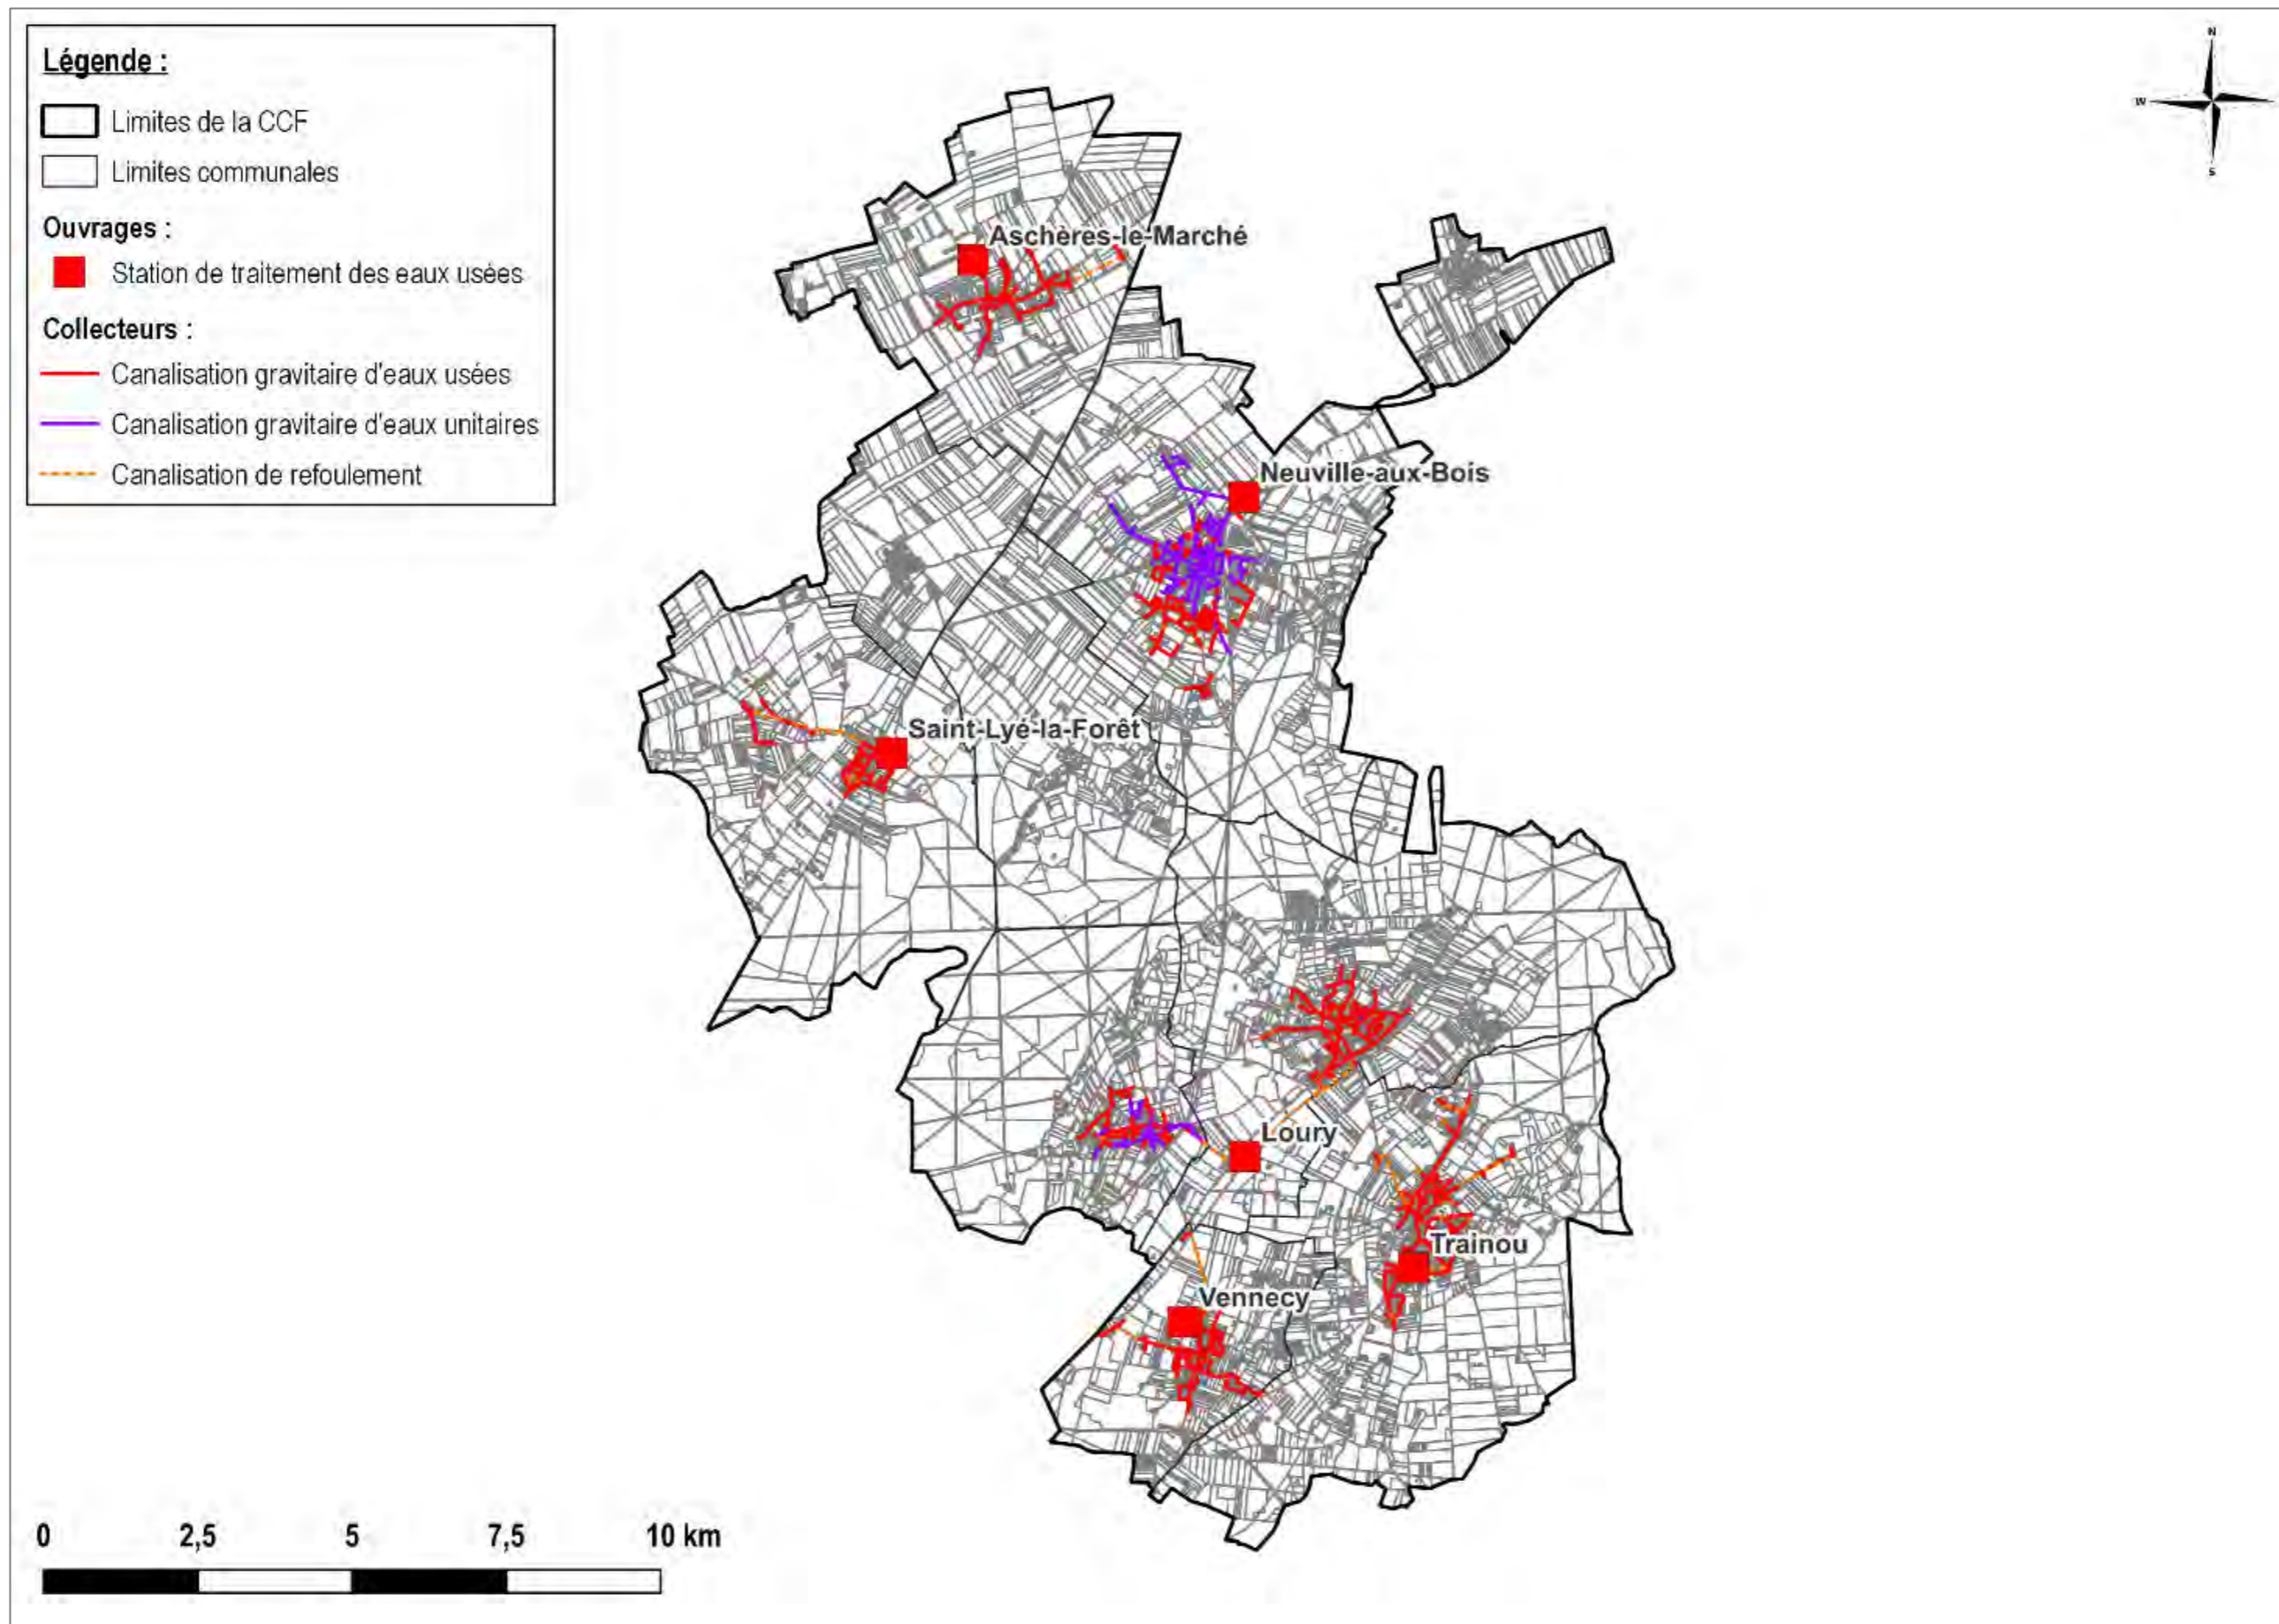 Légende :
Limites de la CCF
Limites communales
Ouvrages :
Station de traitement des eaux usées
Collecteurs :
Canalisation gravitaire d'eaux usées
Canalisation gravitaire d'eaux unitaires
Canalisation de refoulement
N
W
S
Aschères-le-Marché
Neuville-aux-Bois
Saint-Lyé-la-Forêt
Loury
Trainou
Vennecy
0 2,5 5 7,5 10 km